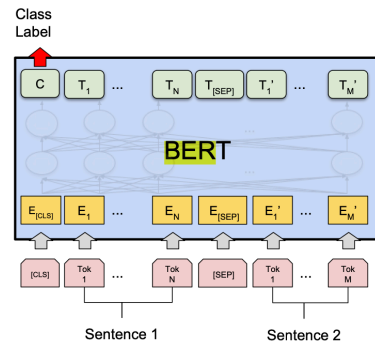 Class
Label
C T1 ... TN T[SEP] T1' ... TM'
BERT
E[CLS] E1 ... EN E[SEP] E1' ... EM'
[CLS] Tok 1 ... Tok N [SEP] Tok 1 ... Tok M
Sentence 1 Sentence 2